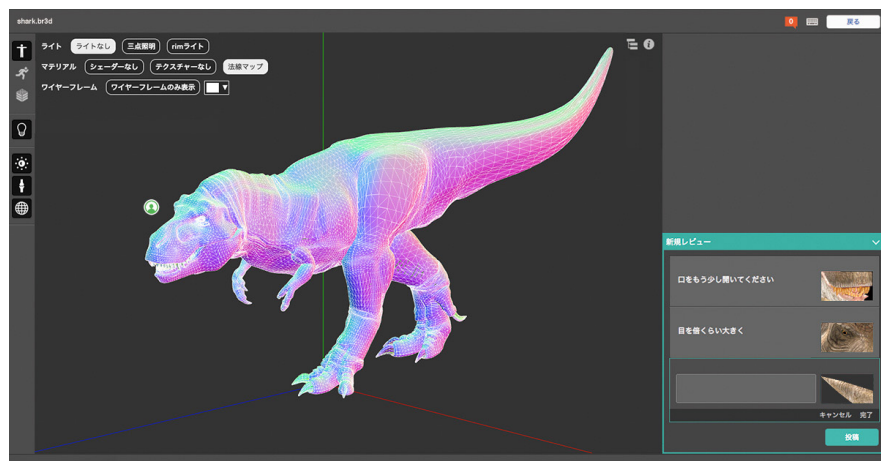 shark.br3d
0
戻る
ライト ライトなし 三点照明 rimライト
マテリアル シェーダーなし テクスチャーなし 法線マップ
ワイヤーフレーム ワイヤーフレームのみ表示
新規レビュー
口をもう少し開いてください
目を倍くらい大きく
キャンセル 完了
投稿